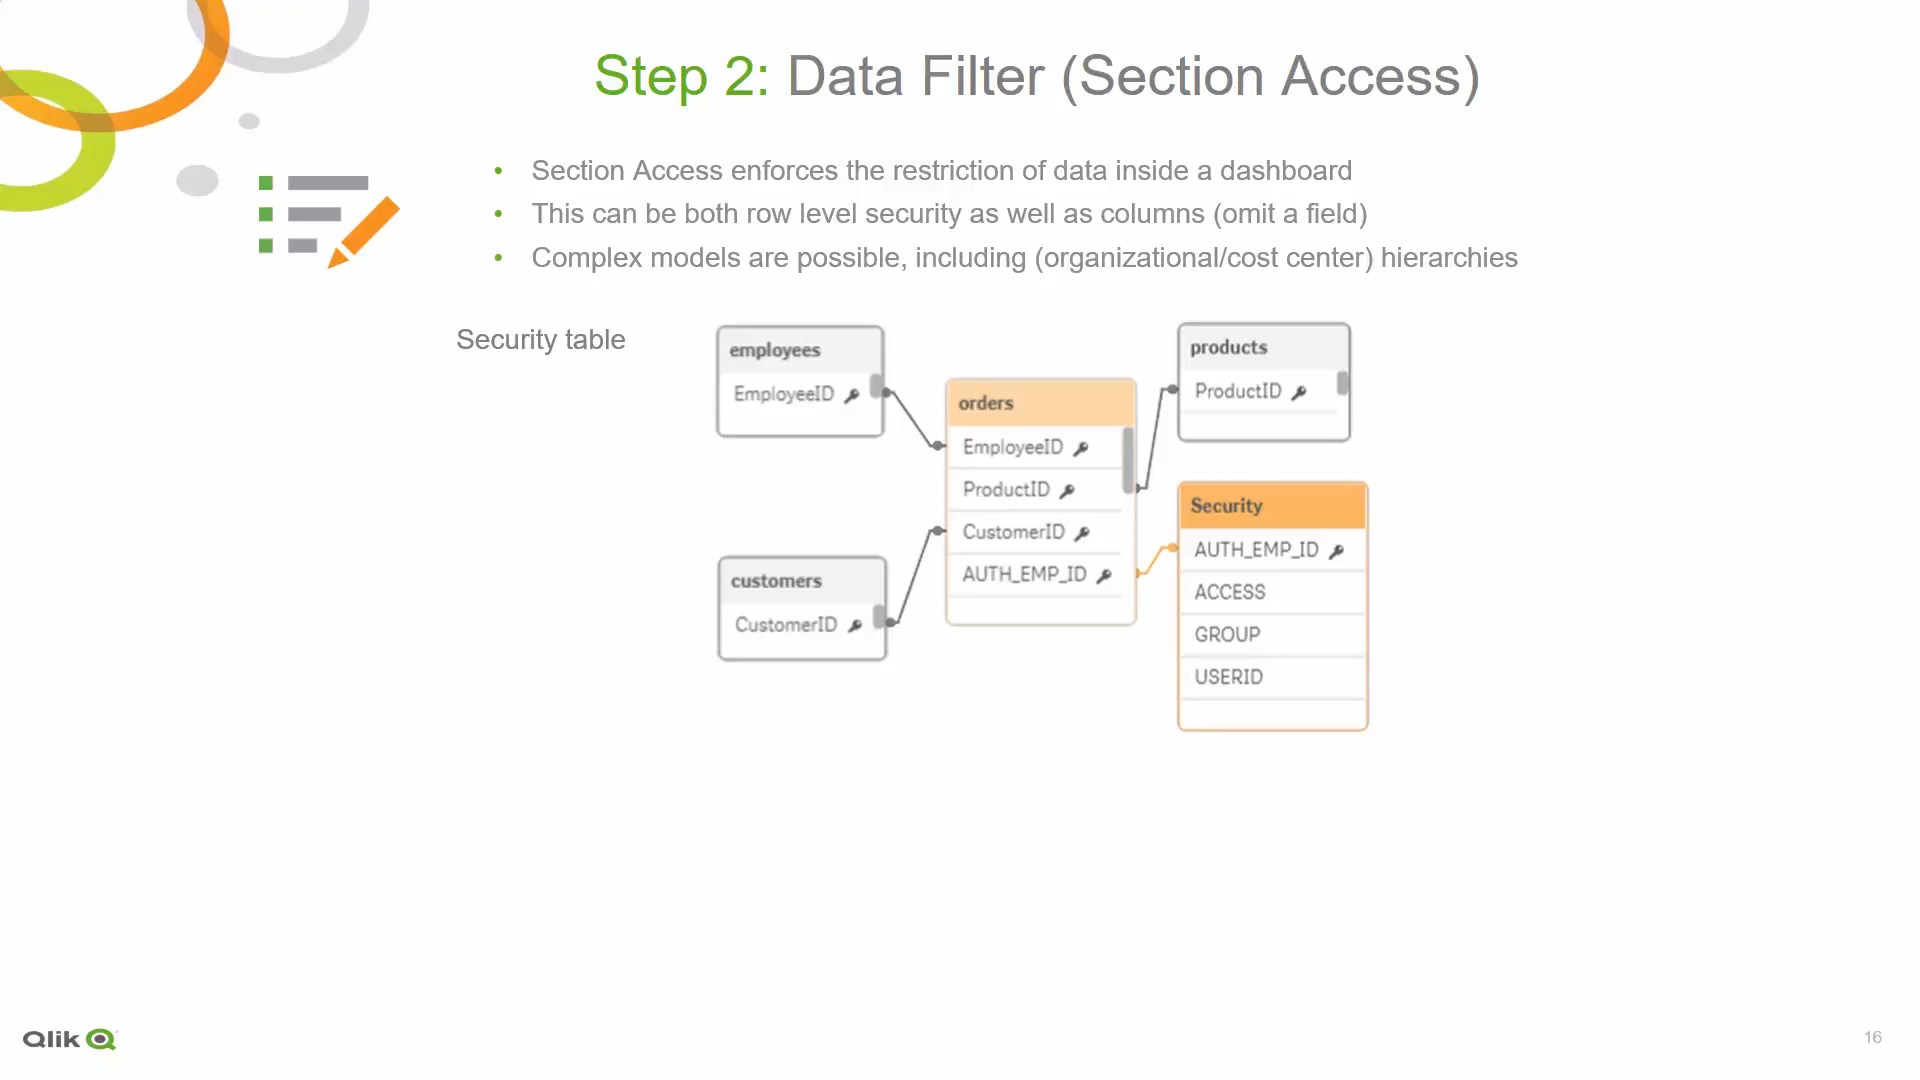 Step 2: Data Filter (Section Access)
• Section Access enforces the restriction of data inside a dashboard
• This can be both row level security as well as columns (omit a field)
• Complex models are possible, including (organizational/cost center) hierarchies
Security table
employees
EmployeeID
orders
EmployeeID
ProductID
CustomerID
AUTH_EMP_ID
products
ProductID
Security
AUTH_EMP_ID
ACCESS
GROUP
USERID
customers
CustomerID
Qlik
16